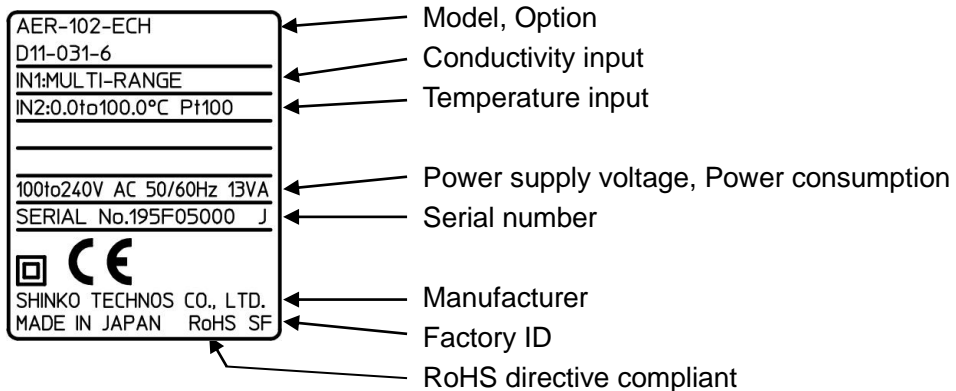 AER-102-ECH
D11-031-6
IN1:MULTI-RANGE
IN2:0.0to100.0°C Pt100
100to240V AC 50/60Hz 13VA
SERIAL No.195F05000 J
CE
SHINKO TECHNOS CO., LTD.
MADE IN JAPAN RoHS SF
Model, Option
Conductivity input
Temperature input
Power supply voltage, Power consumption
Serial number
Manufacturer
Factory ID
RoHS directive compliant